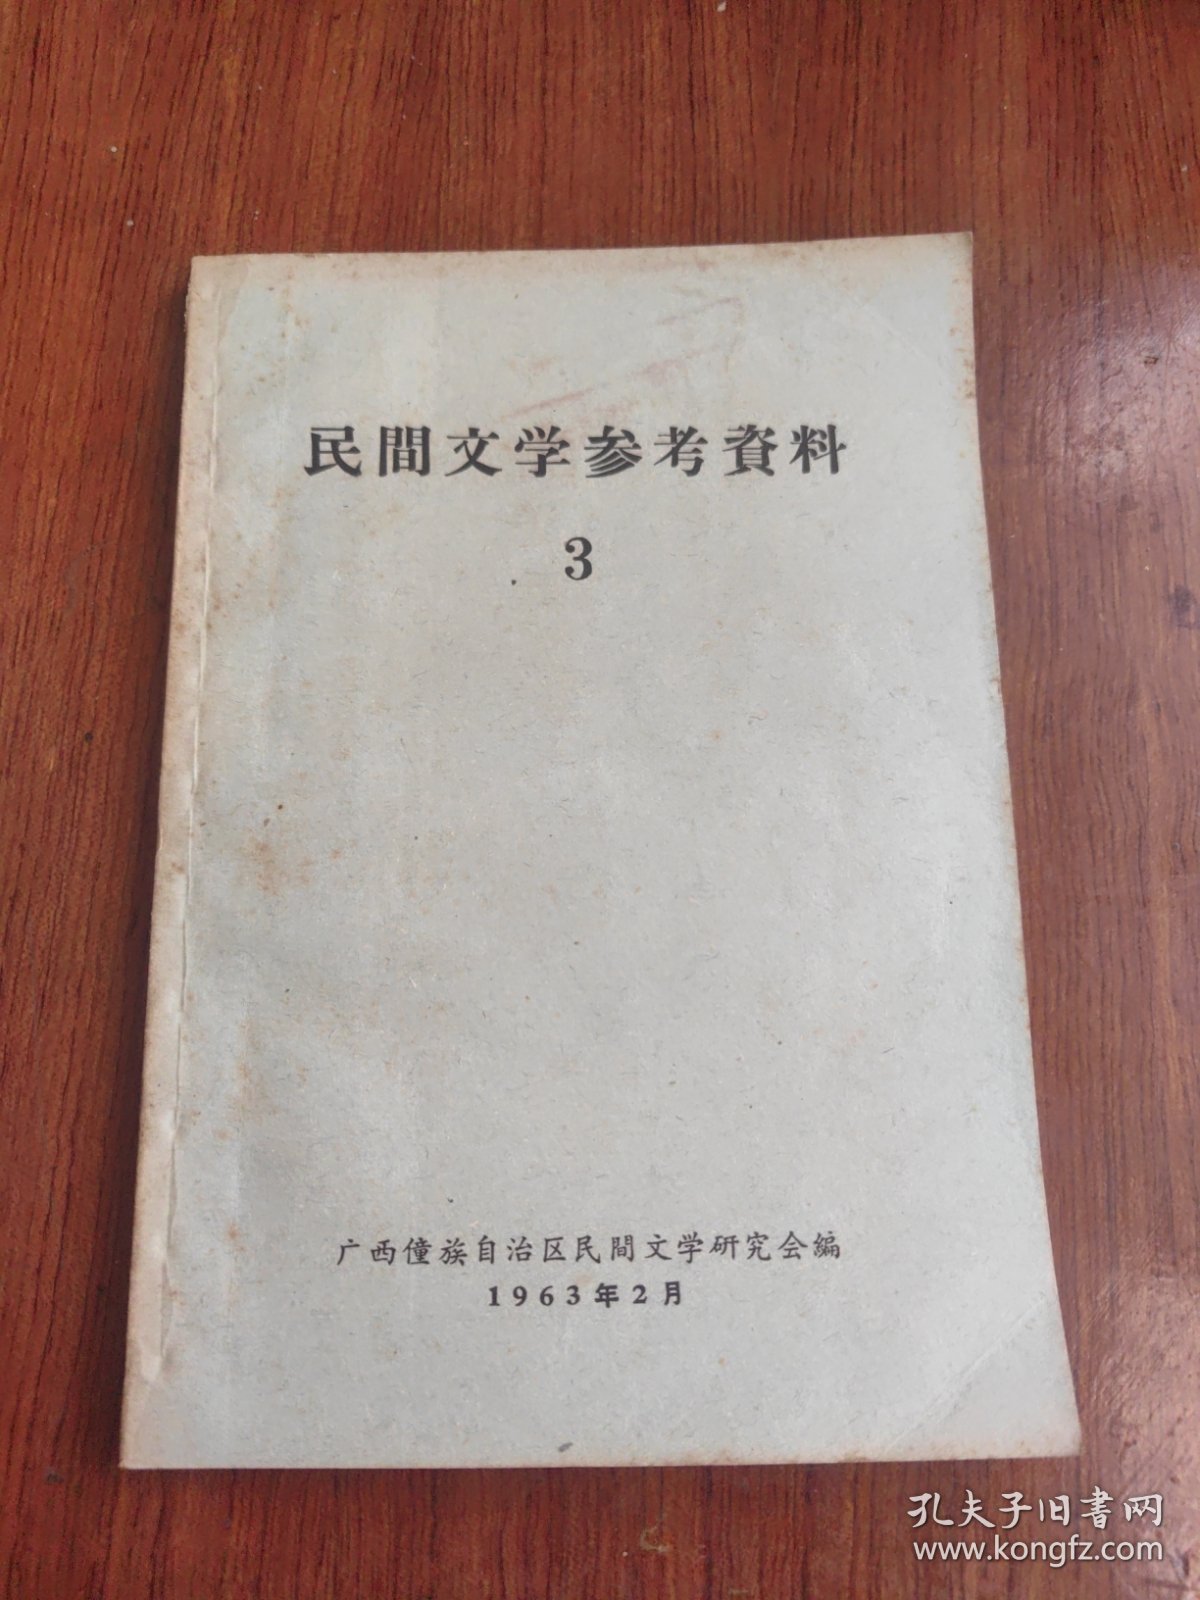 民間文学参考資料
3
广西僮族自治区民間文学研究会編
1963年2月
孔夫子旧書网
www.kongfz.com